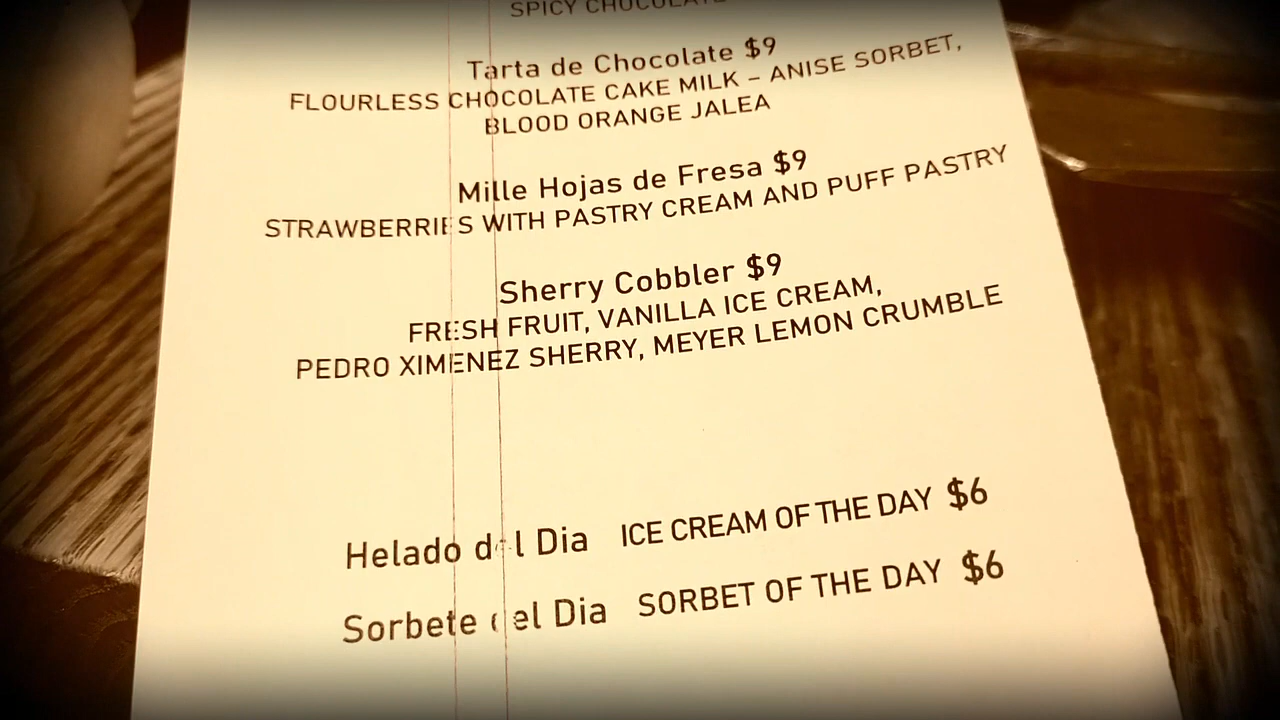 SPICY CHOCOLATE
Tarta de Chocolate $9
FLOURLESS CHOCOLATE CAKE MILK – ANISE SORBET,
BLOOD ORANGE JALEA
Mille Hojas de Fresa $9
STRAWBERRIES WITH PASTRY CREAM AND PUFF PASTRY
Sherry Cobbler $9
FRESH FRUIT, VANILLA ICE CREAM,
PEDRO XIMENEZ SHERRY, MEYER LEMON CRUMBLE
Helado del Dia ICE CREAM OF THE DAY $6
Sorbete del Dia SORBET OF THE DAY $6